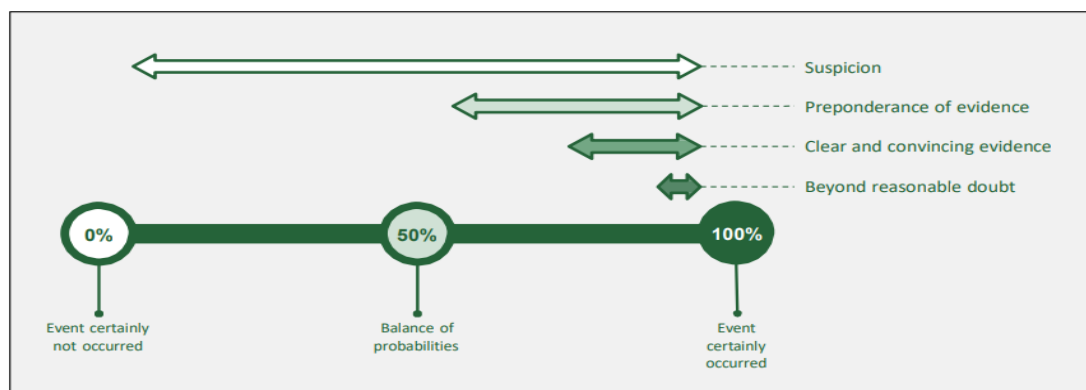 Suspicion
Preponderance of evidence
Clear and convincing evidence
Beyond reasonable doubt
0%
50%
100%
Event certainly
not occurred
Balance of
probabilities
Event
certainly
occurred